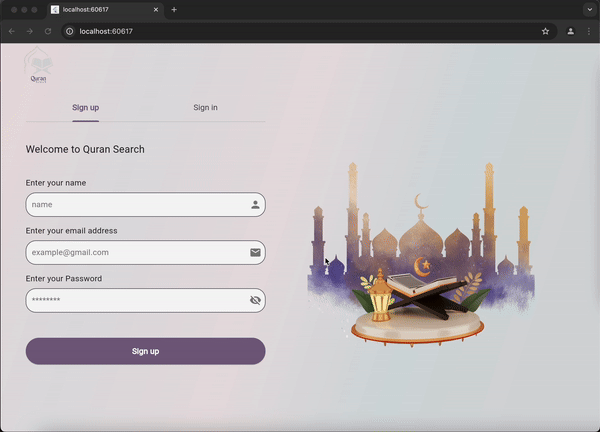 localhost:60617
localhost:60617
Quran
Sign up
Sign in
Welcome to Quran Search
Enter your name
name
Enter your email address
example@gmail.com
Enter your Password
********
Sign up